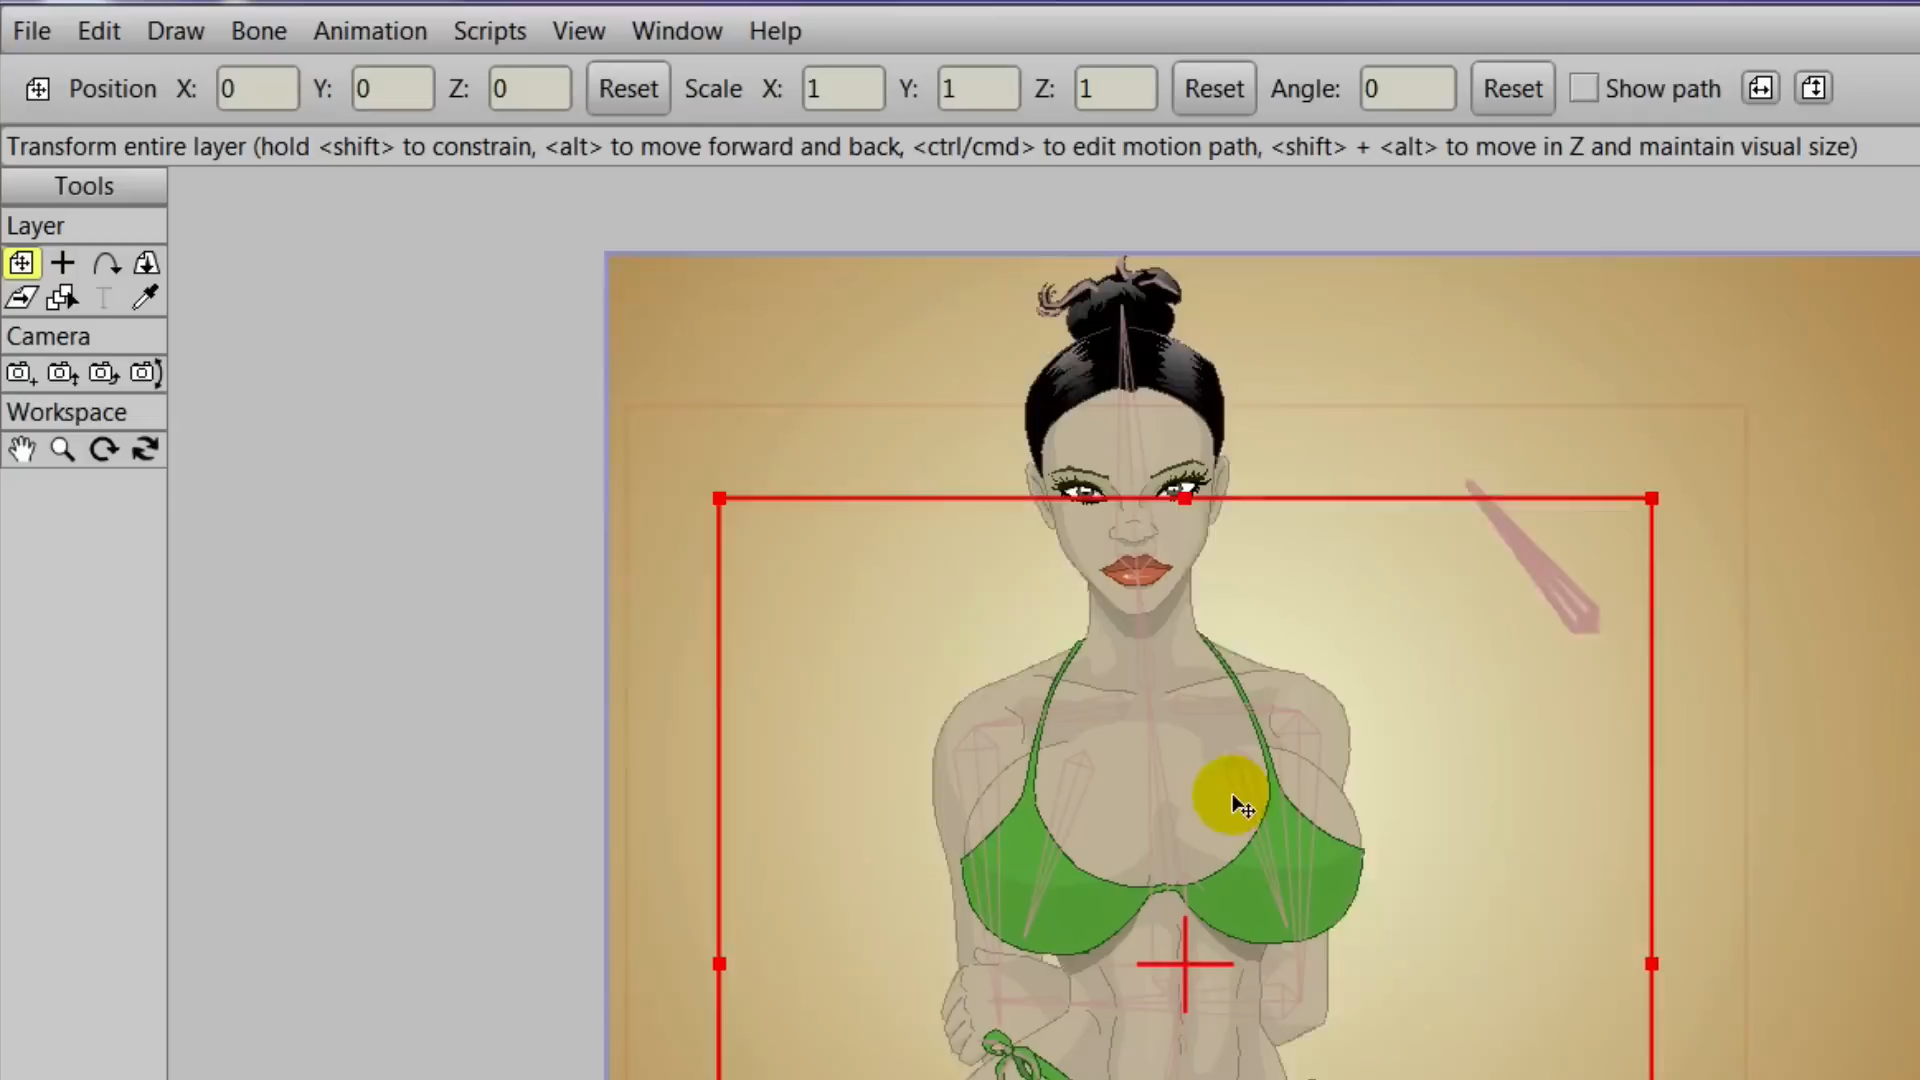 File Edit Draw Bone Animation Scripts View Window Help
Position X: 0 Y: 0 Z: 0 Reset Scale X: 1 Y: 1 Z: 1 Reset Angle: 0 Reset Show path
Transform entire layer (hold <shift> to constrain, <alt> to move forward and back, <ctrl/cmd> to edit motion path, <shift> + <alt> to move in Z and maintain visual size)
Tools
Layer
T
Camera
Workspace